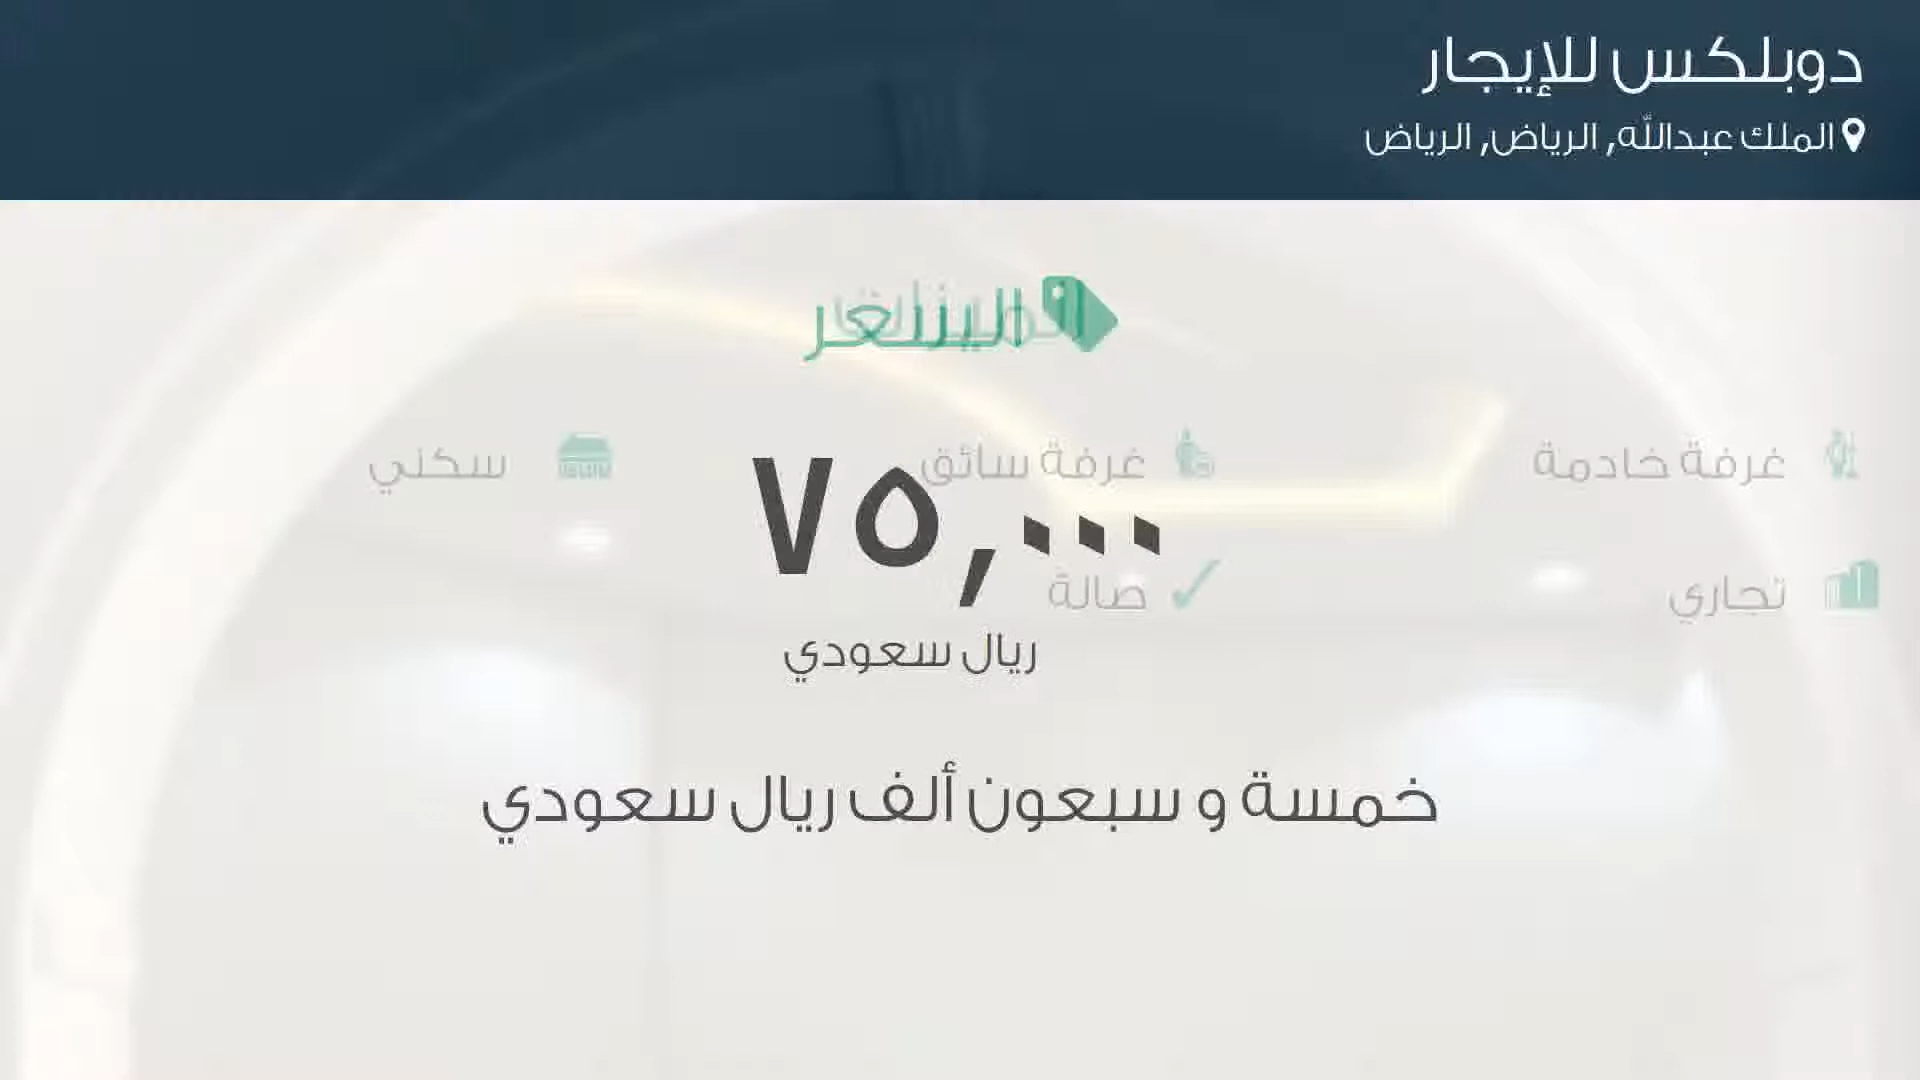 دوبلكس للإيجار
الملك عبدالله, الرياض, الرياض
السعر
غرفة خادمة
غرفة سائق
سكني
٧٥,٠٠٠
تجاري
صالة
ريال سعودي
خمسة و سبعون ألف ريال سعودي